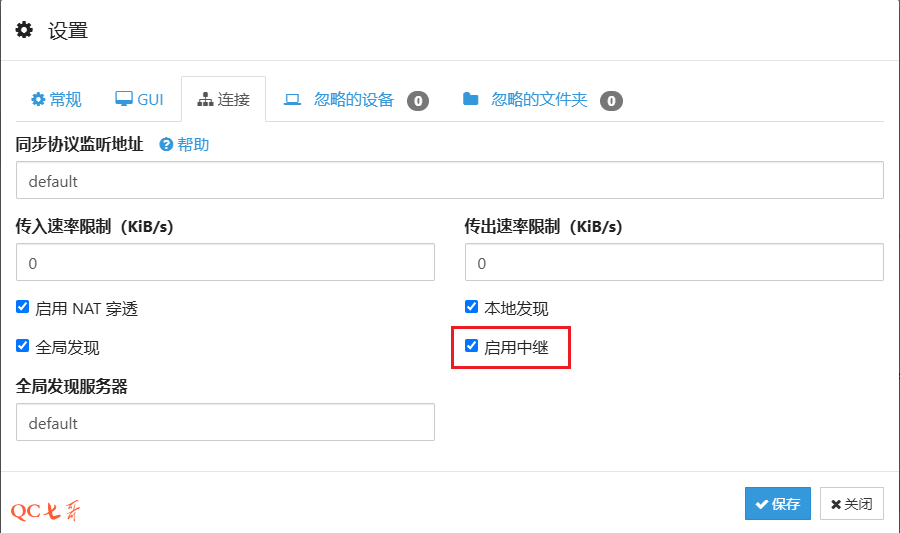 设置
常规 GUI 连接 忽略的设备 0 忽略的文件夹 0
同步协议监听地址 帮助
default
传入速率限制（KiB/s） 传出速率限制（KiB/s）
0 0
启用 NAT 穿透 本地发现
全局发现 启用中继
全局发现服务器
default
QC七哥 保存 关闭